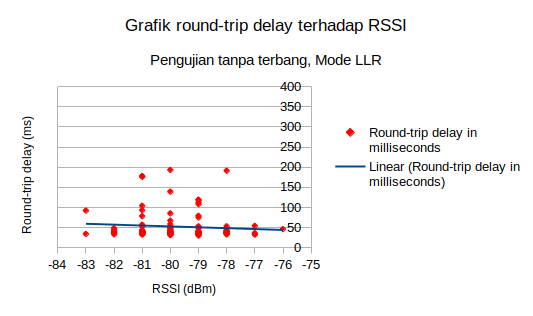 Grafik round-trip delay terhadap RSSI
Pengujian tanpa terbang, Mode LLR
Round-trip delay (ms)
400
350
300
250
200
150
100
50
0
-84 -83 -82 -81 -80 -79 -78 -77 -76 -75
RSSI (dBm)
Round-trip delay in
milliseconds
Linear (Round-trip delay in
milliseconds)